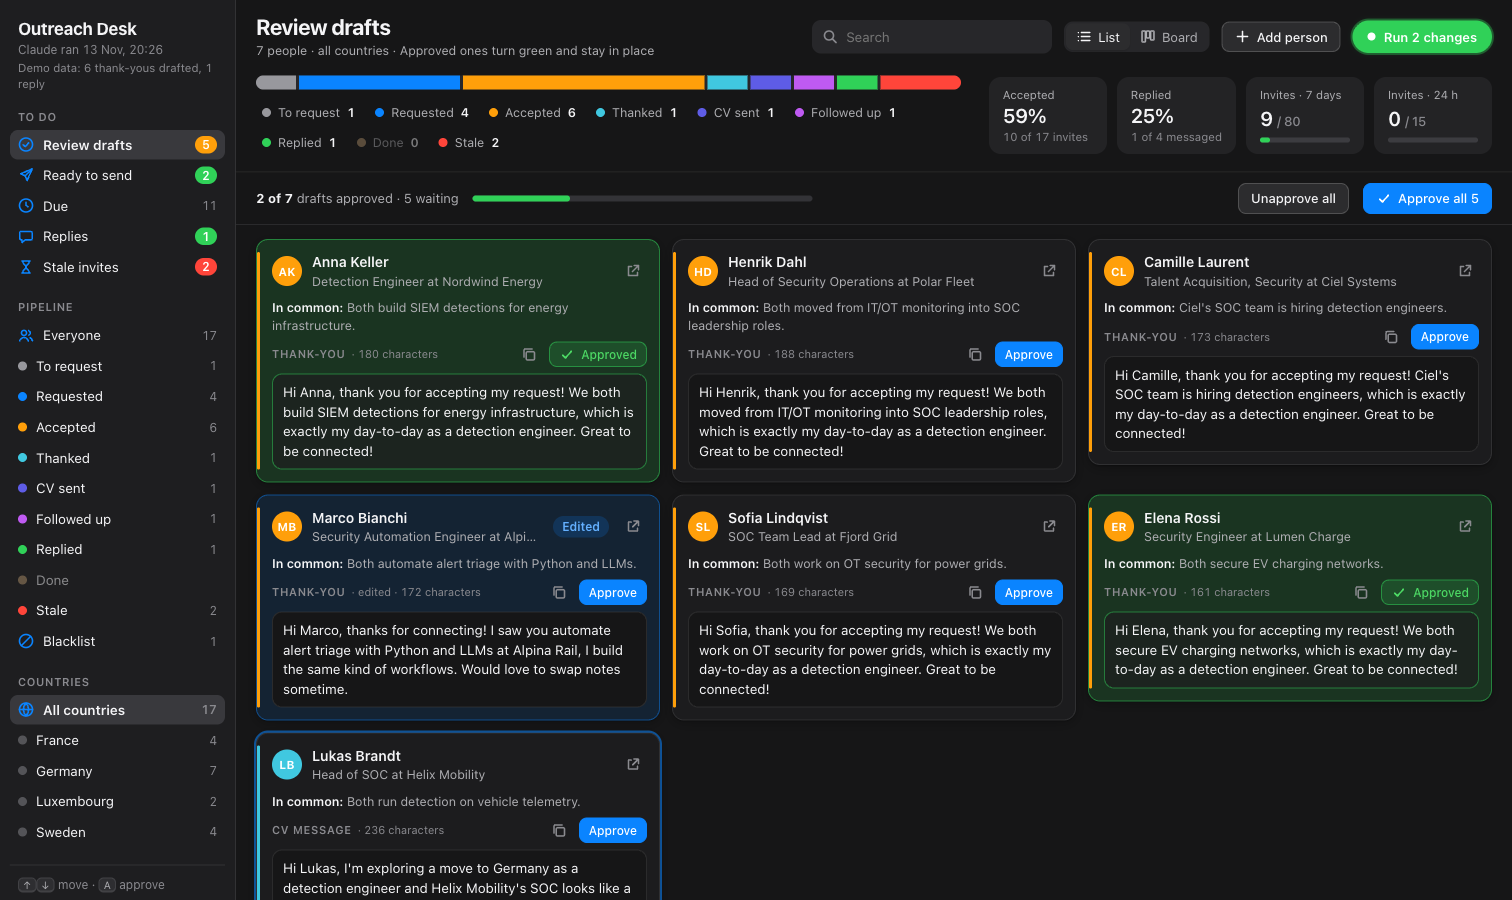 Outreach Desk
Claude ran 13 Nov, 20:26
Demo data: 6 thank-yous drafted, 1
reply
TO DO
Review drafts 5
Ready to send 2
Due 11
Replies 1
Stale invites 2
PIPELINE
Everyone 17
To request 1
Requested 4
Accepted 6
Thanked 1
CV sent 1
Followed up 1
Replied 1
Done
Stale 2
Blacklist 1
COUNTRIES
All countries 17
France 4
Germany 7
Luxembourg 2
Sweden 4
↑ ↓ move · A approve
Review drafts
7 people · all countries · Approved ones turn green and stay in place
Search
List
Board
Add person
Run 2 changes
To request 1
Requested 4
Accepted 6
Thanked 1
CV sent 1
Followed up 1
Replied 1
Done 0
Stale 2
Accepted
59%
10 of 17 invites
Replied
25%
1 of 4 messaged
Invites · 7 days
9 / 80
Invites · 24 h
0 / 15
2 of 7 drafts approved · 5 waiting
Unapprove all
Approve all 5
AK
Anna Keller
Detection Engineer at Nordwind Energy
In common: Both build SIEM detections for energy
infrastructure.
THANK-YOU · 180 characters
Approved
Hi Anna, thank you for accepting my request! We both
build SIEM detections for energy infrastructure, which is
exactly my day-to-day as a detection engineer. Great to
be connected!
HD
Henrik Dahl
Head of Security Operations at Polar Fleet
In common: Both moved from IT/OT monitoring into SOC
leadership roles.
THANK-YOU · 188 characters
Approve
Hi Henrik, thank you for accepting my request! We both
moved from IT/OT monitoring into SOC leadership roles,
which is exactly my day-to-day as a detection engineer.
Great to be connected!
CL
Camille Laurent
Talent Acquisition, Security at Ciel Systems
In common: Ciel's SOC team is hiring detection engineers.
THANK-YOU · 173 characters
Approve
Hi Camille, thank you for accepting my request! Ciel's
SOC team is hiring detection engineers, which is exactly
my day-to-day as a detection engineer. Great to be
connected!
MB
Marco Bianchi
Security Automation Engineer at Alpi...
Edited
In common: Both automate alert triage with Python and LLMs.
THANK-YOU · edited · 172 characters
Approve
Hi Marco, thanks for connecting! I saw you automate
alert triage with Python and LLMs at Alpina Rail, I build
the same kind of workflows. Would love to swap notes
sometime.
SL
Sofia Lindqvist
SOC Team Lead at Fjord Grid
In common: Both work on OT security for power grids.
THANK-YOU · 169 characters
Approve
Hi Sofia, thank you for accepting my request! We both
work on OT security for power grids, which is exactly my
day-to-day as a detection engineer. Great to be
connected!
ER
Elena Rossi
Security Engineer at Lumen Charge
In common: Both secure EV charging networks.
THANK-YOU · 161 characters
Approved
Hi Elena, thank you for accepting my request! We both
secure EV charging networks, which is exactly my day-
to-day as a detection engineer. Great to be connected!
LB
Lukas Brandt
Head of SOC at Helix Mobility
In common: Both run detection on vehicle telemetry.
CV MESSAGE · 236 characters
Approve
Hi Lukas, I'm exploring a move to Germany as a
detection engineer and Helix Mobility's SOC looks like a